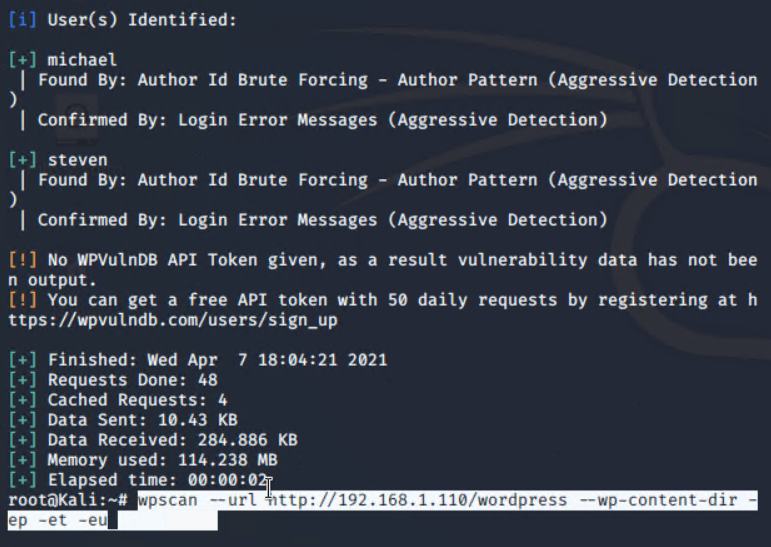 [i] User(s) Identified:
[+] michael
| Found By: Author Id Brute Forcing - Author Pattern (Aggressive Detection
)
| Confirmed By: Login Error Messages (Aggressive Detection)
[+] steven
| Found By: Author Id Brute Forcing - Author Pattern (Aggressive Detection
)
| Confirmed By: Login Error Messages (Aggressive Detection)
[!] No WPVulnDB API Token given, as a result vulnerability data has not bee
n output.
[!] You can get a free API token with 50 daily requests by registering at h
ttps://wpvulndb.com/users/sign_up
[+] Finished: Wed Apr  7 18:04:21 2021
[+] Requests Done: 48
[+] Cached Requests: 4
[+] Data Sent: 10.43 KB
[+] Data Received: 284.886 KB
[+] Memory used: 114.238 MB
[+] Elapsed time: 00:00:02
root@Kali:~# wpscan --url http://192.168.1.110/wordpress --wp-content-dir -
ep -et -eu